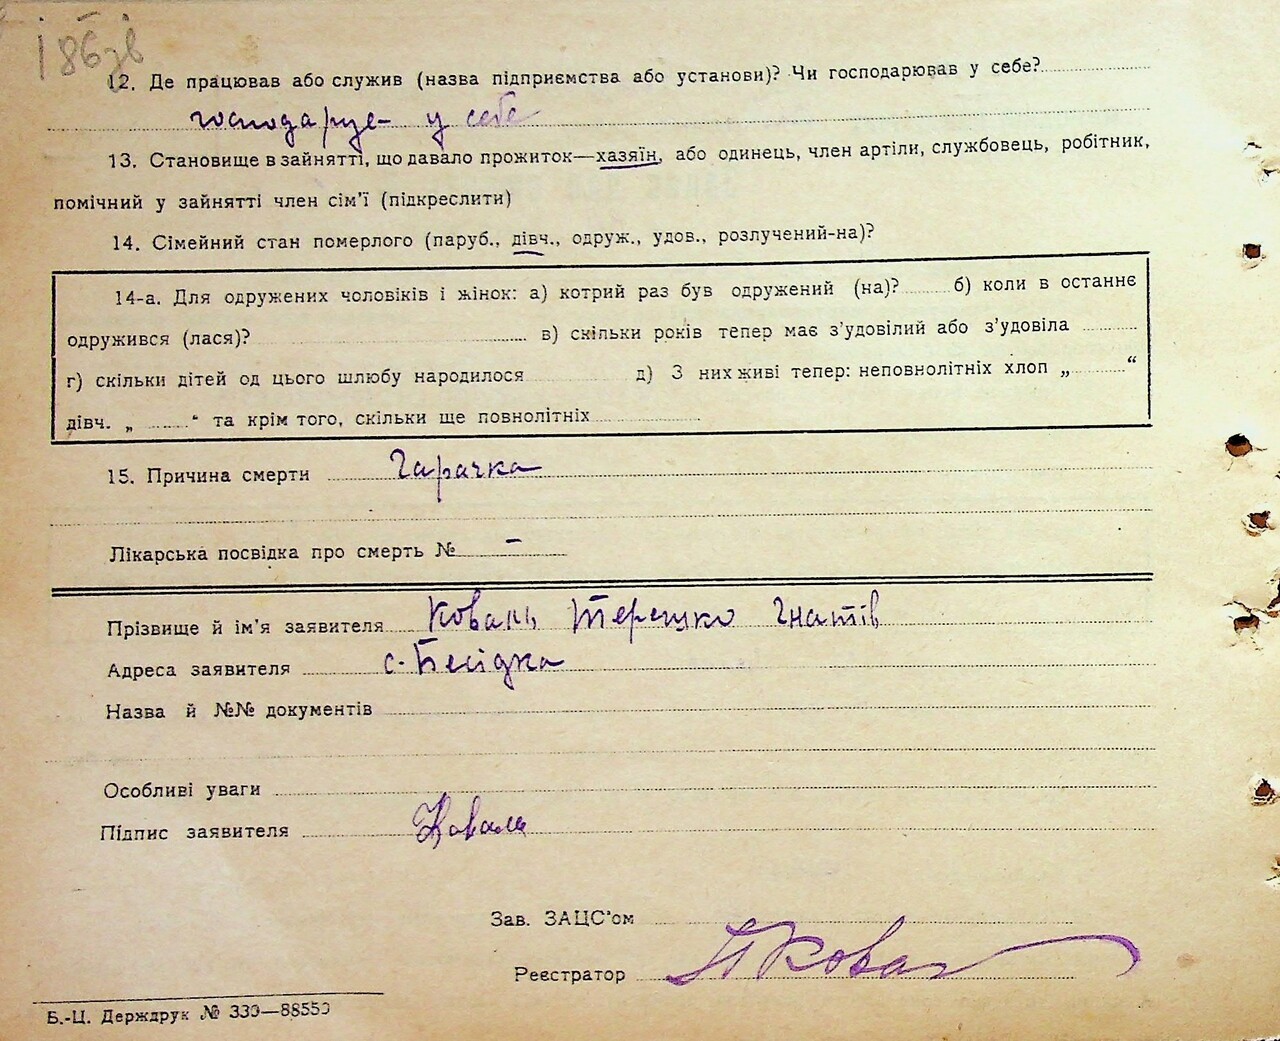 186зв
12. Де працював або служив (назва підприємства або установи)? Чи господарював у себе?
господарує у себе
13. Становище в зайнятті, що давало прожиток—хазяїн, або одинець, член артіли, службовець, робітник,
помічний у зайнятті член сім'ї (підкреслити)
14. Сімейний стан померлого (паруб., дівч., одруж., удов., розлучений-на)?
14-а. Для одружених чоловіків і жінок: а) котрий раз був одружений (на)? б) коли в останнє
одружився (лася)? в) скільки років тепер має з'удовілий або з'удовіла
г) скільки дітей од цього шлюбу народилося д) З них живі тепер: неповнолітніх хлоп „ “
дівч. „ “ та крім того, скільки ще повнолітніх
15. Причина смерти Гарачка
Лікарська посвідка про смерть № –
Прізвище й ім'я заявителя Коваль Терешко Гнатів
Адреса заявителя с. Бесідка
Назва й №№ документів
Особливі уваги
Підпис заявителя Коваль
Зав. ЗАЦС'ом
Реєстратор ПКовал
Б.-Ц. Держдрук № 330—88550